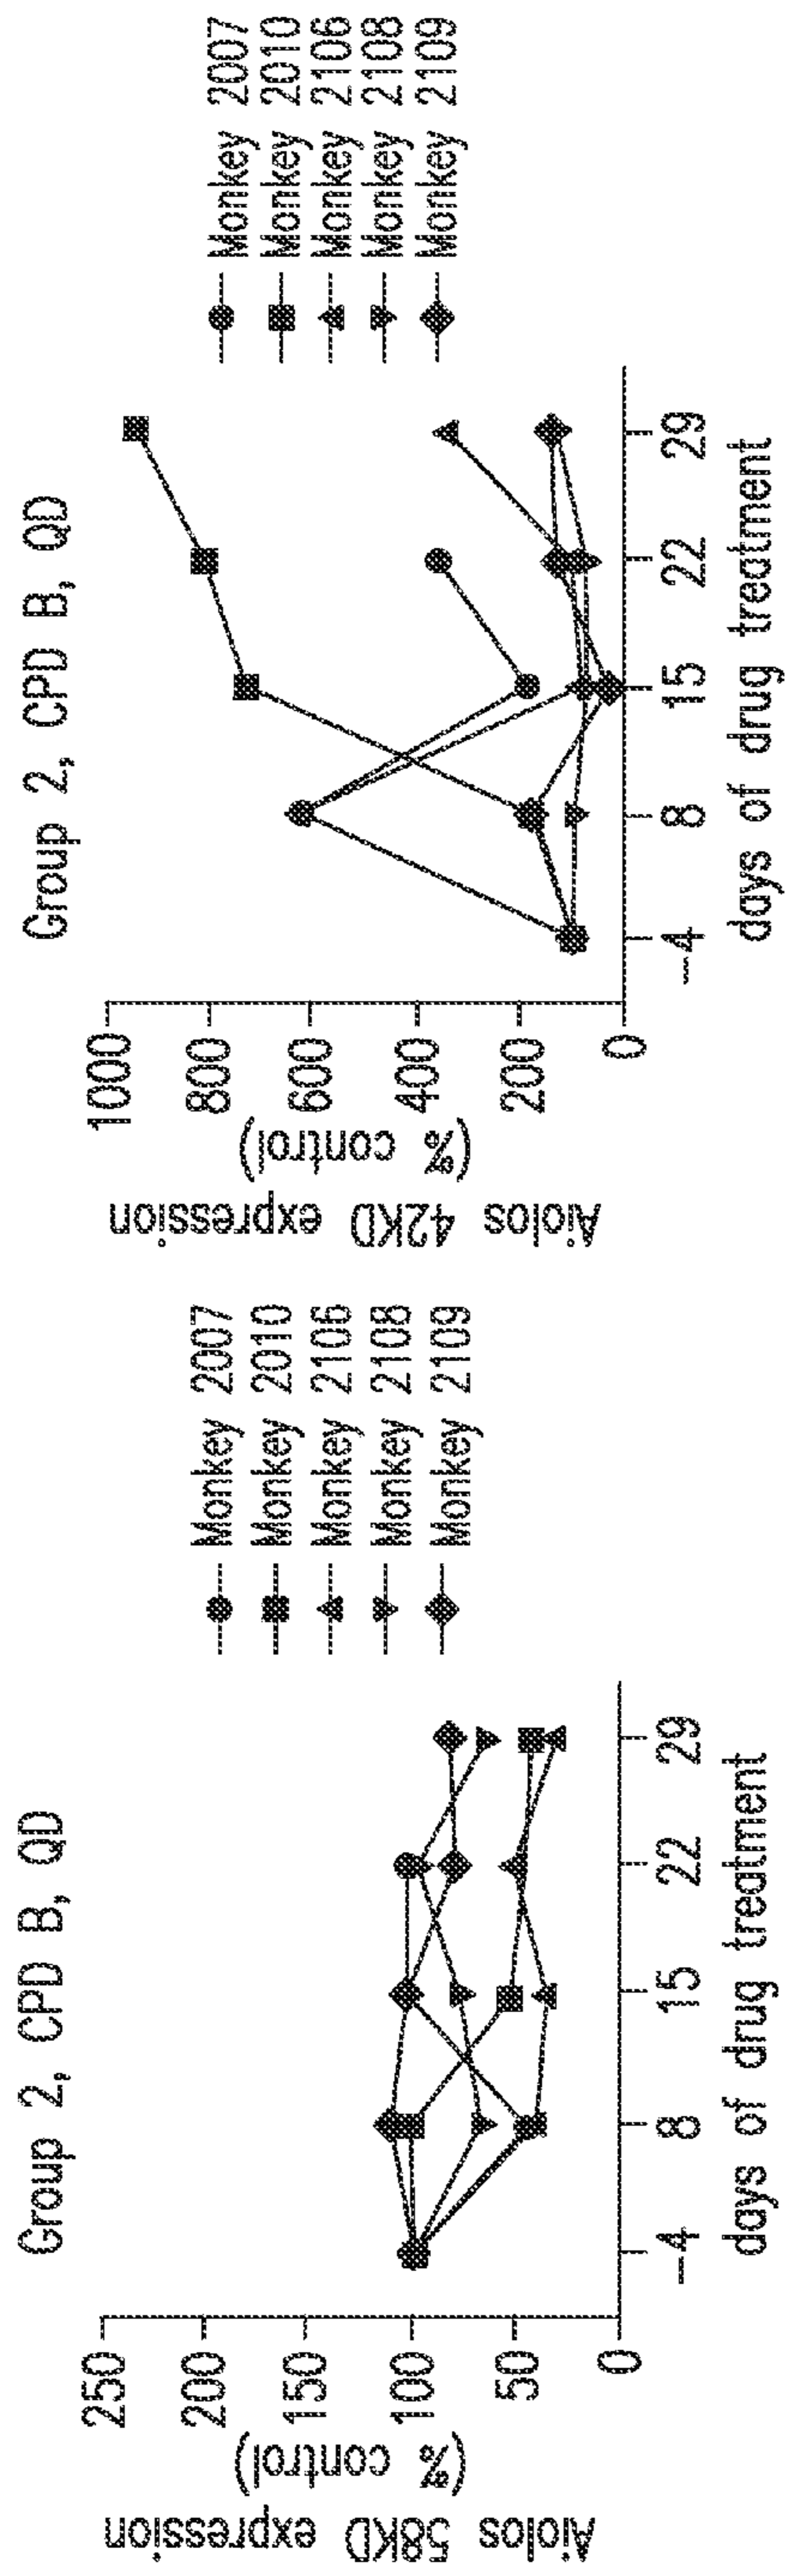 Group 2, CPD B, QD
Aiolos 58KD expression
(% control)
250
200
150
100
50
0
-4
8
15
22
29
days of drug treatment
Monkey 2007
Monkey 2010
Monkey 2106
Monkey 2108
Monkey 2109
Group 2, CPD B, QD
Aiolos 42KD expression
(% control)
1000
800
600
400
200
0
-4
8
15
22
29
days of drug treatment
Monkey 2007
Monkey 2010
Monkey 2106
Monkey 2108
Monkey 2109